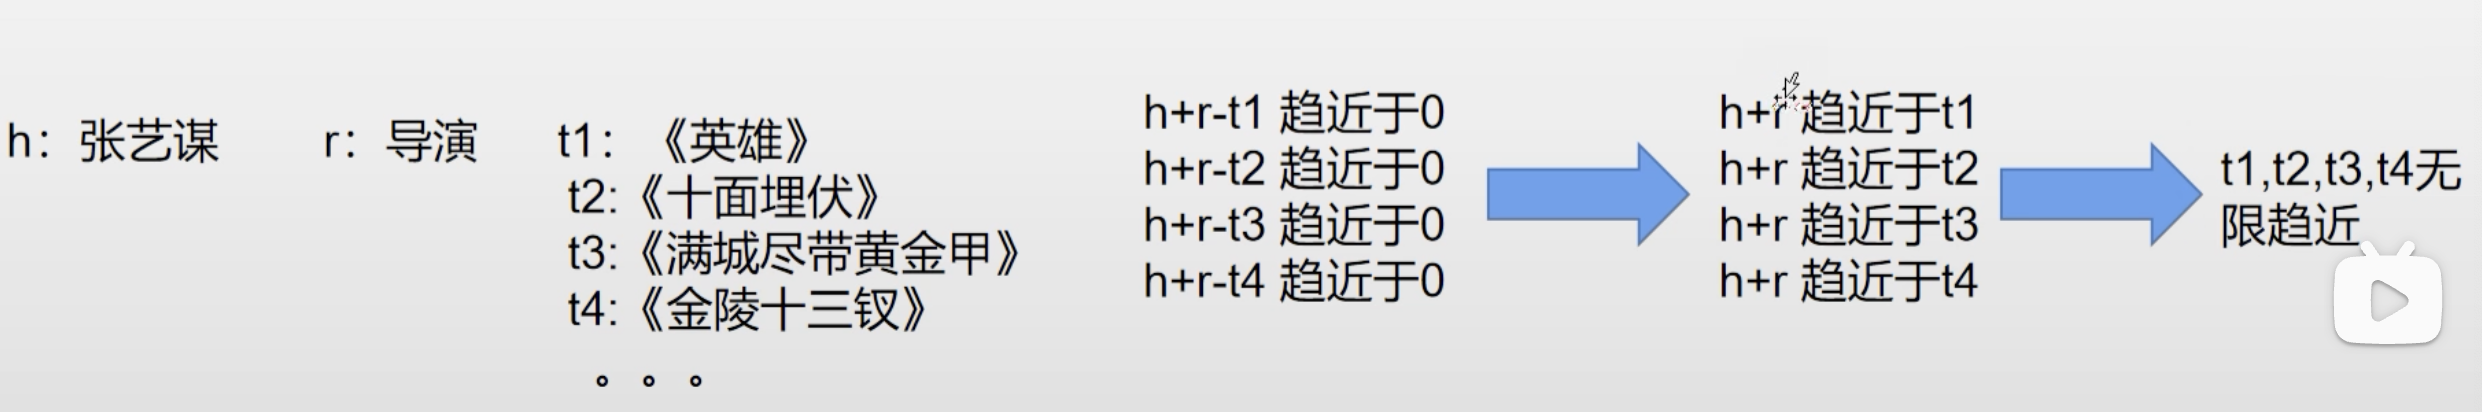 h：张艺谋
r：导演
t1：《英雄》
t2:《十面埋伏》
t3:《满城尽带黄金甲》
t4:《金陵十三钗》
。。。
h+r-t1 趋近于0
h+r-t2 趋近于0
h+r-t3 趋近于0
h+r-t4 趋近于0
h+r 趋近于t1
h+r 趋近于t2
h+r 趋近于t3
h+r 趋近于t4
t1,t2,t3,t4无
限趋近